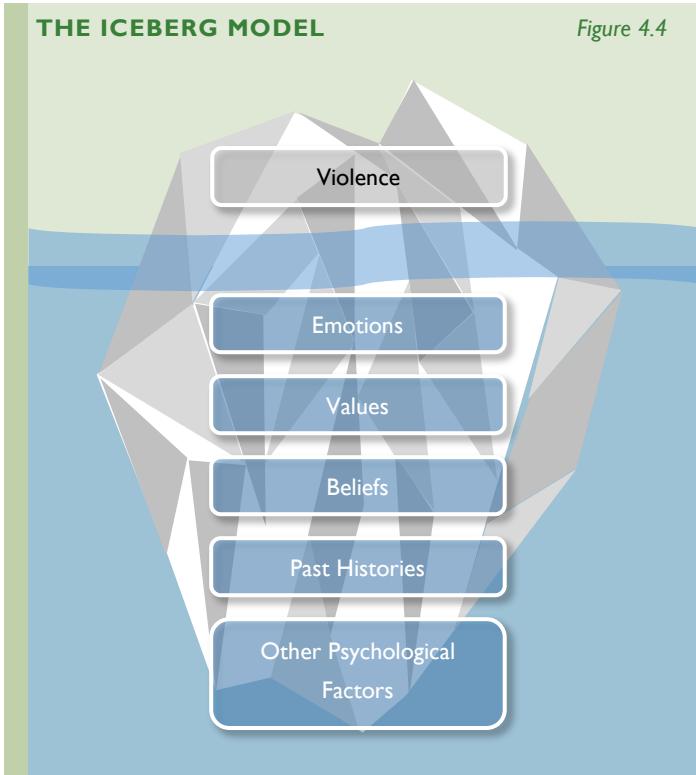 THE ICEBERG MODEL
Figure 4.4
Violence
Emotions
Values
Beliefs
Past Histories
Other Psychological
Factors